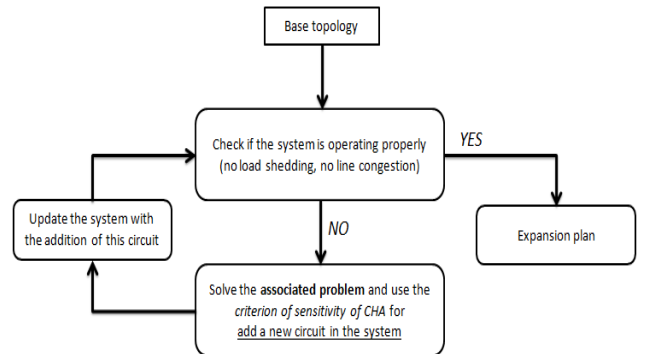 Base topology
Check if the system is operating properly
(no load shedding, no line congestion)
YES
Update the system with
the addition of this circuit
NO
Expansion plan
Solve the associated problem and use the
criterion of sensitivity of CHA for
add a new circuit in the system